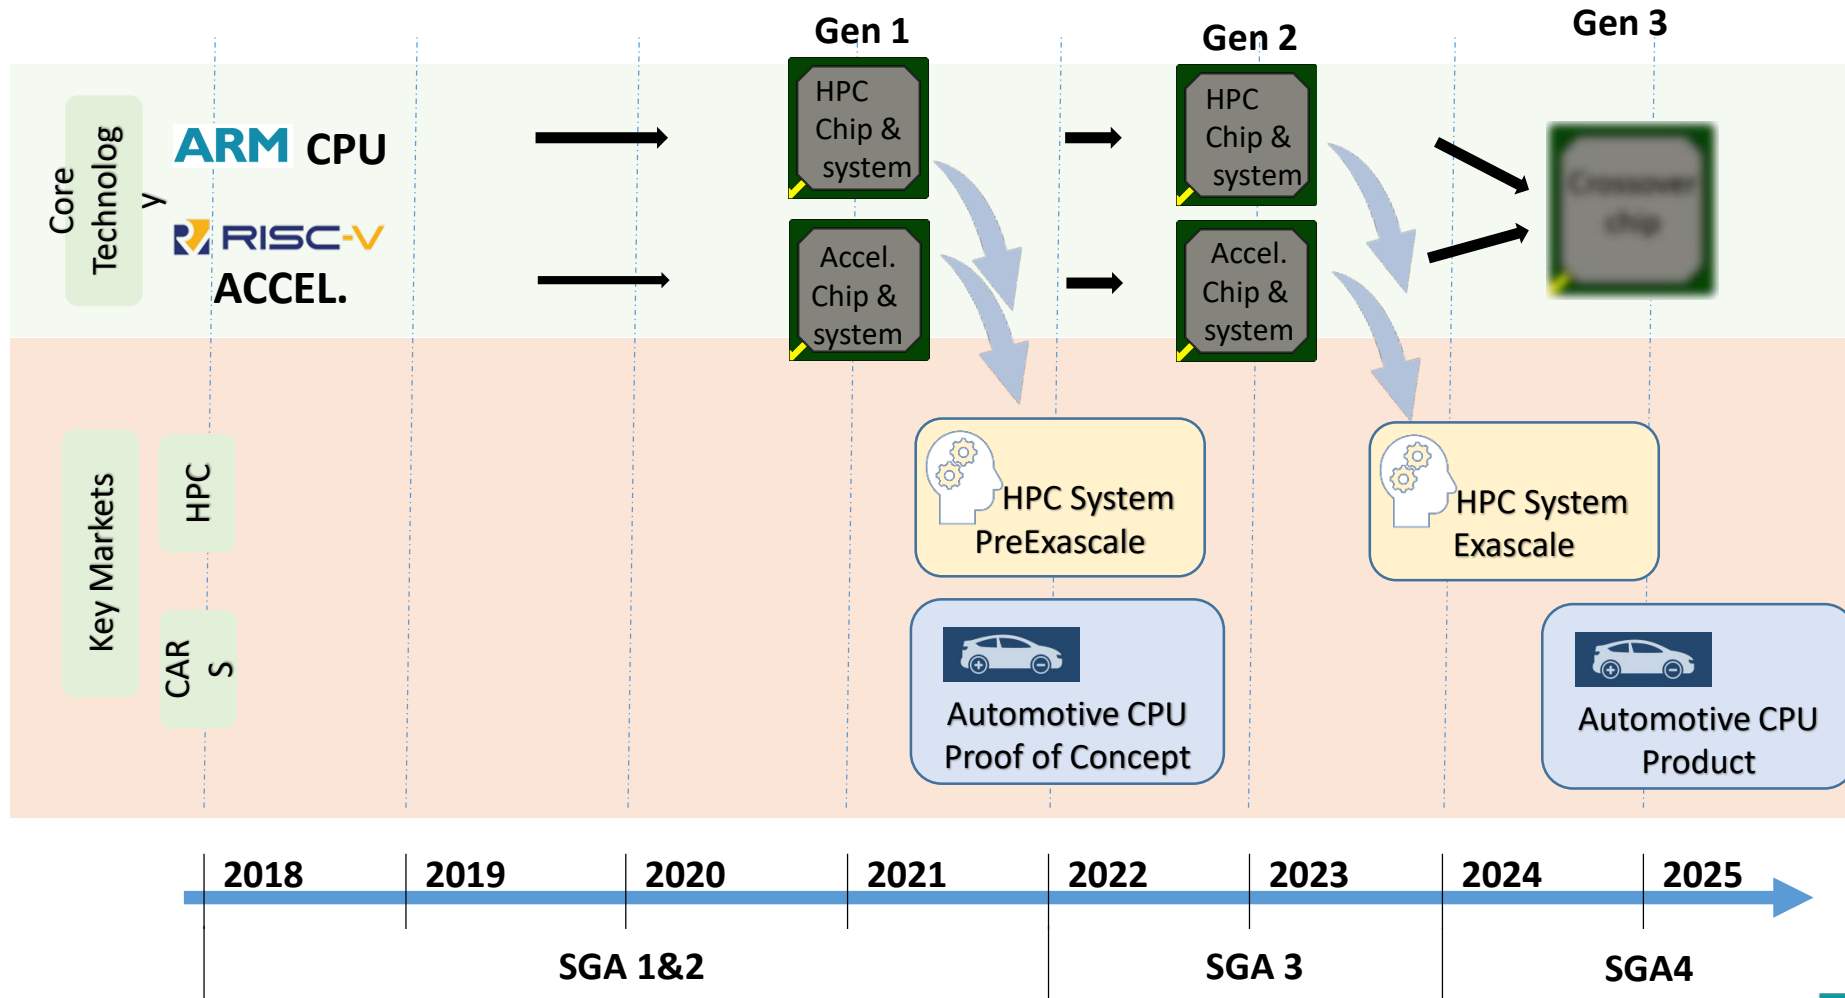 Gen 1
Gen 2
Gen 3
Core
Technolog
y
ARM CPU
RISC-V
ACCEL.
HPC
Chip &
system
Accel.
Chip &
system
HPC
Chip &
system
Accel.
Chip &
system
Crossover
chip
Key Markets
HPC
CAR
S
HPC System
PreExascale
HPC System
Exascale
Automotive CPU
Proof of Concept
Automotive CPU
Product
2018
2019
2020
2021
2022
2023
2024
2025
SGA 1&2
SGA 3
SGA4